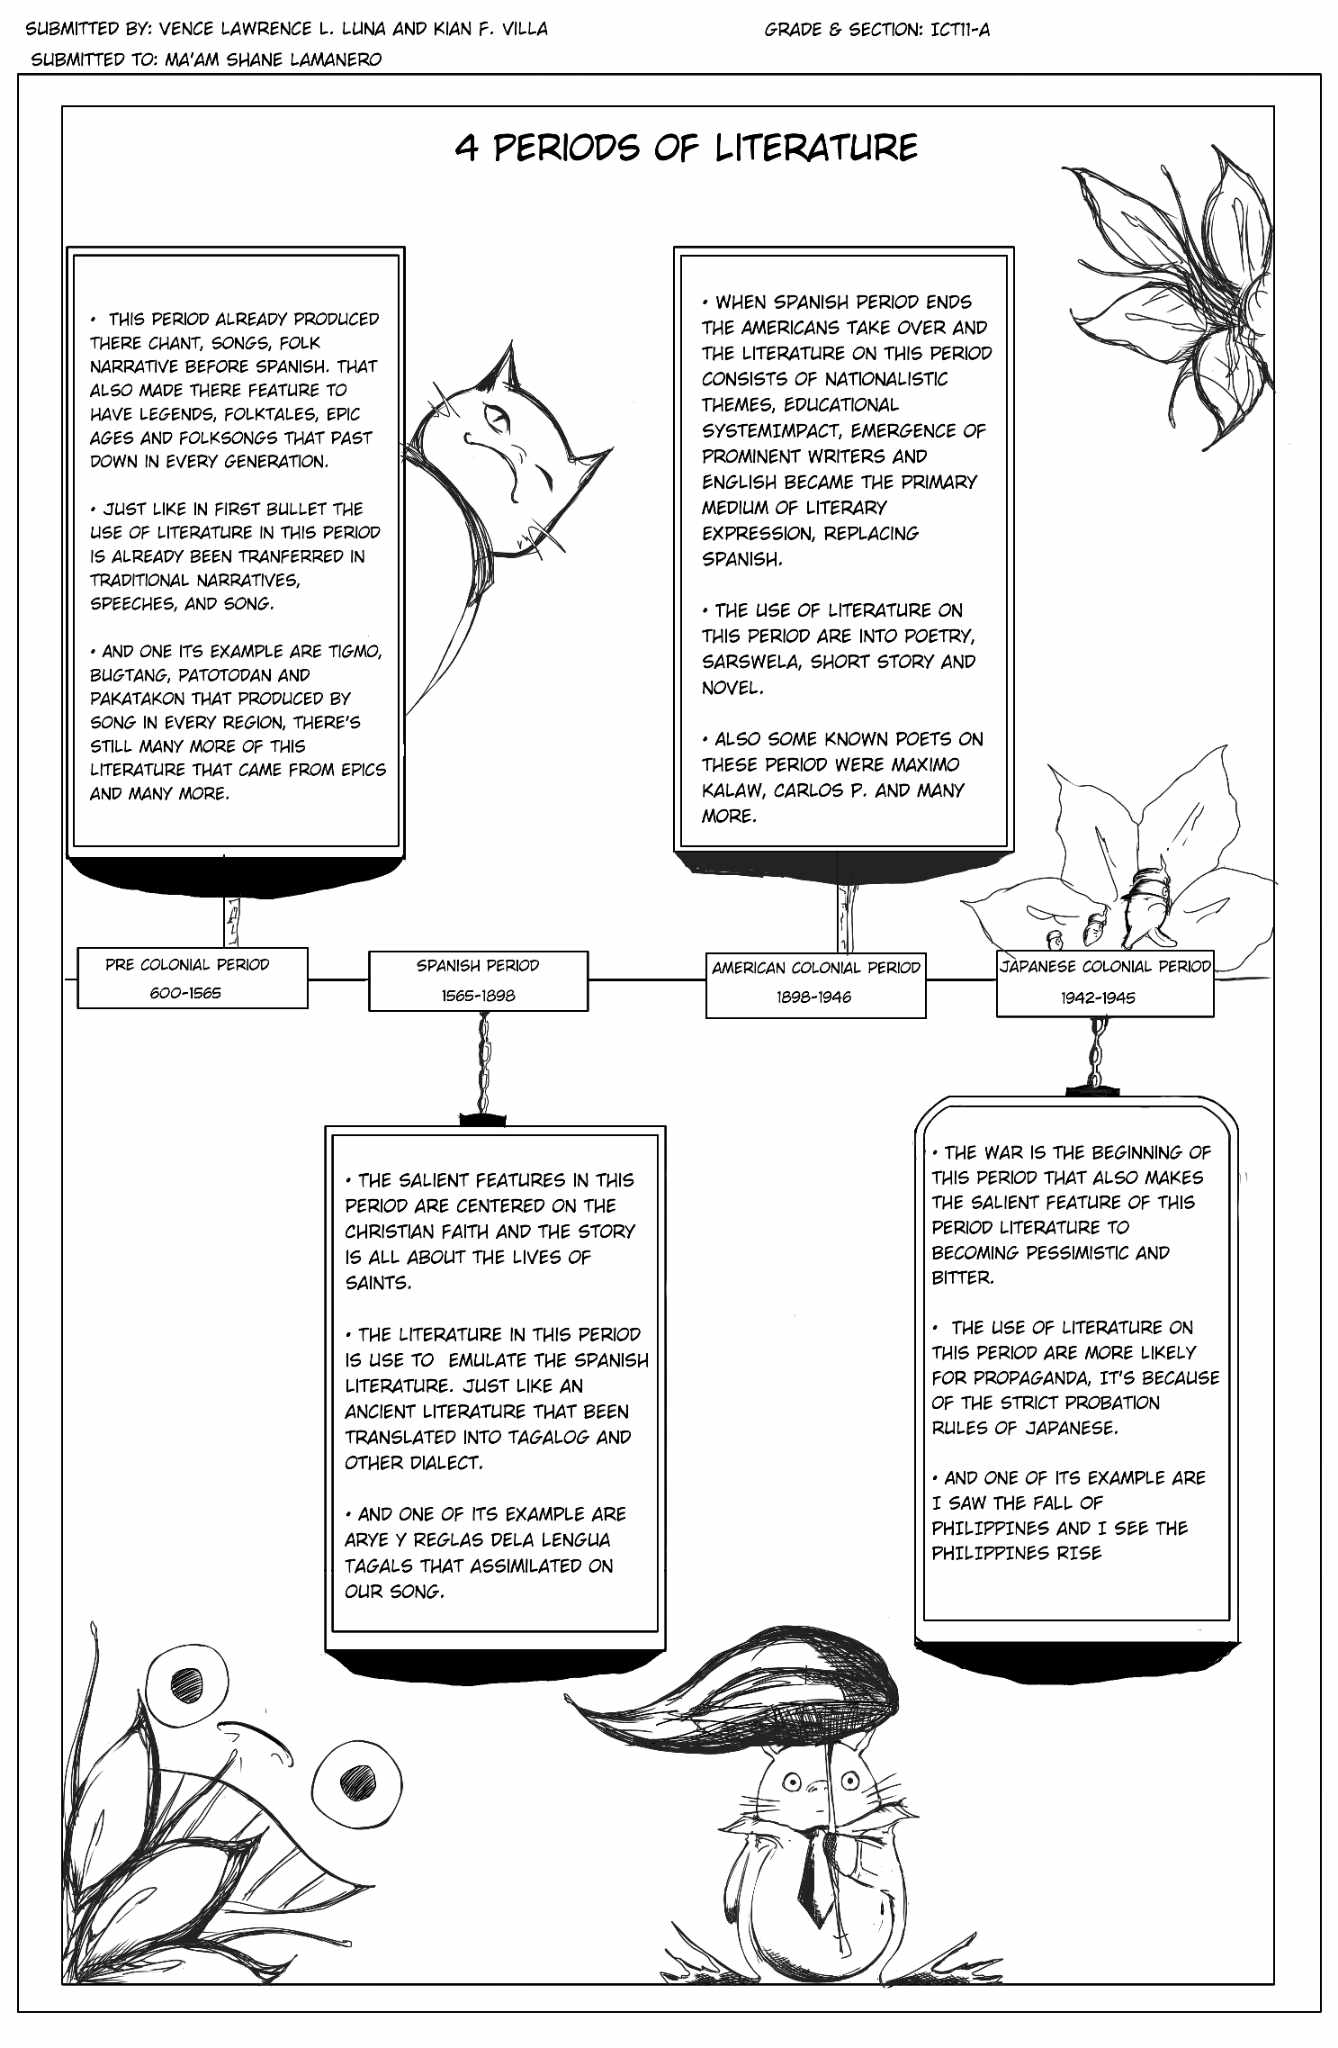 SUBMITTED BY: VENCE LAWRENCE L. LUNA AND KIAN F. VILLA
GRADE & SECTION: ICT11-A
SUBMITTED TO: MA'AM SHANE LAMANERO
4 PERIODS OF LITERATURE
• THIS PERIOD ALREADY PRODUCED
THERE CHANT, SONGS, FOLK
NARRATIVE BEFORE SPANISH. THAT
ALSO MADE THERE FEATURE TO
HAVE LEGENDS, FOLKTALES, EPIC
AGES AND FOLKSONGS THAT PAST
DOWN IN EVERY GENERATION.
• JUST LIKE IN FIRST BULLET THE
USE OF LITERATURE IN THIS PERIOD
IS ALREADY BEEN TRANFERRED IN
TRADITIONAL NARRATIVES,
SPEECHES, AND SONG.
• AND ONE ITS EXAMPLE ARE TIGMO,
BUGTANG, PATOTODAN AND
PAKATAKON THAT PRODUCED BY
SONG IN EVERY REGION, THERE'S
STILL MANY MORE OF THIS
LITERATURE THAT CAME FROM EPICS
AND MANY MORE.
• WHEN SPANISH PERIOD ENDS
THE AMERICANS TAKE OVER AND
THE LITERATURE ON THIS PERIOD
CONSISTS OF NATIONALISTIC
THEMES, EDUCATIONAL
SYSTEMIMPACT, EMERGENCE OF
PROMINENT WRITERS AND
ENGLISH BECAME THE PRIMARY
MEDIUM OF LITERARY
EXPRESSION, REPLACING
SPANISH.
• THE USE OF LITERATURE ON
THIS PERIOD ARE INTO POETRY,
SARSWELA, SHORT STORY AND
NOVEL.
• ALSO SOME KNOWN POETS ON
THESE PERIOD WERE MAXIMO
KALAW, CARLOS P. AND MANY
MORE.
PRE COLONIAL PERIOD
600-1565
SPANISH PERIOD
1565-1898
AMERICAN COLONIAL PERIOD
1898-1946
JAPANESE COLONIAL PERIOD
1942-1945
• THE SALIENT FEATURES IN THIS
PERIOD ARE CENTERED ON THE
CHRISTIAN FAITH AND THE STORY
IS ALL ABOUT THE LIVES OF
SAINTS.
• THE LITERATURE IN THIS PERIOD
IS USE TO EMULATE THE SPANISH
LITERATURE. JUST LIKE AN
ANCIENT LITERATURE THAT BEEN
TRANSLATED INTO TAGALOG AND
OTHER DIALECT.
• AND ONE OF ITS EXAMPLE ARE
ARYE Y REGLAS DELA LENGUA
TAGALS THAT ASSIMILATED ON
OUR SONG.
• THE WAR IS THE BEGINNING OF
THIS PERIOD THAT ALSO MAKES
THE SALIENT FEATURE OF THIS
PERIOD LITERATURE TO
BECOMING PESSIMISTIC AND
BITTER.
• THE USE OF LITERATURE ON
THIS PERIOD ARE MORE LIKELY
FOR PROPAGANDA, IT'S BECAUSE
OF THE STRICT PROBATION
RULES OF JAPANESE.
• AND ONE OF ITS EXAMPLE ARE
I SAW THE FALL OF
PHILIPPINES AND I SEE THE
PHILIPPINES RISE